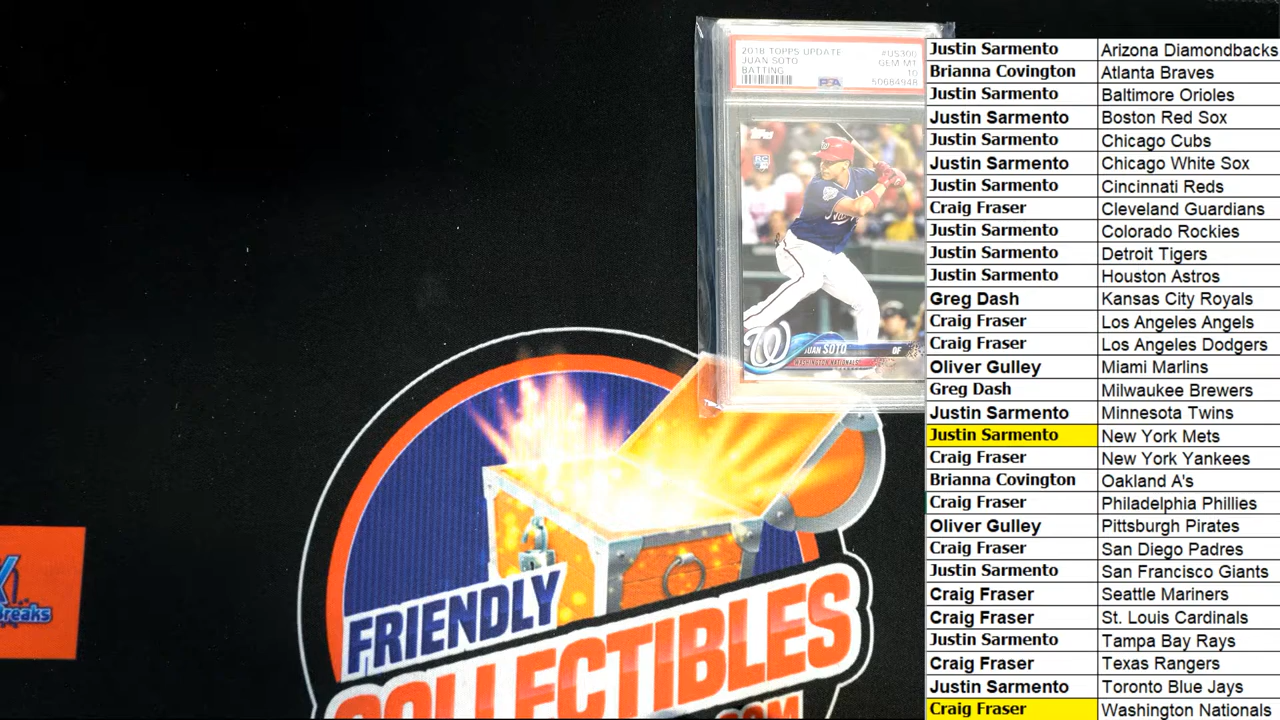 2018 TOPPS UPDATE #US300
JUAN SOTO GEM MT
BATTING 10
PSA 50684948
Topps
RC
W
JUAN SOTO OF
WASHINGTON NATIONALS
FRIENDLY
COLLECTIBLES
.COM
Breaks
Justin Sarmento Arizona Diamondbacks
Brianna Covington Atlanta Braves
Justin Sarmento Baltimore Orioles
Justin Sarmento Boston Red Sox
Justin Sarmento Chicago Cubs
Justin Sarmento Chicago White Sox
Justin Sarmento Cincinnati Reds
Craig Fraser Cleveland Guardians
Justin Sarmento Colorado Rockies
Justin Sarmento Detroit Tigers
Justin Sarmento Houston Astros
Greg Dash Kansas City Royals
Craig Fraser Los Angeles Angels
Craig Fraser Los Angeles Dodgers
Oliver Gulley Miami Marlins
Greg Dash Milwaukee Brewers
Justin Sarmento Minnesota Twins
Justin Sarmento New York Mets
Craig Fraser New York Yankees
Brianna Covington Oakland A's
Craig Fraser Philadelphia Phillies
Oliver Gulley Pittsburgh Pirates
Craig Fraser San Diego Padres
Justin Sarmento San Francisco Giants
Craig Fraser Seattle Mariners
Craig Fraser St. Louis Cardinals
Justin Sarmento Tampa Bay Rays
Craig Fraser Texas Rangers
Justin Sarmento Toronto Blue Jays
Craig Fraser Washington Nationals